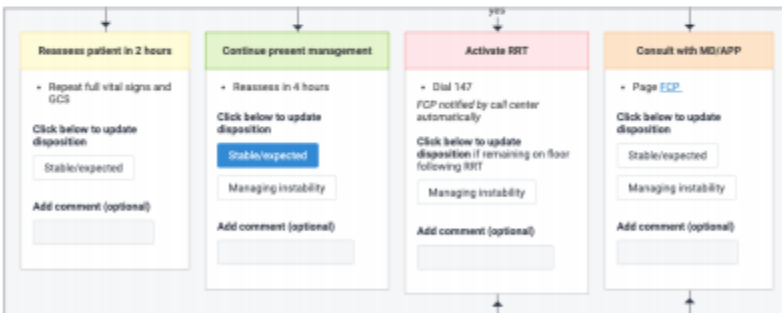 yes
Reassess patient in 2 hours
• Repeat full vital signs and
GCS
Click below to update
disposition
Stable/expected
Add comment (optional)
Continue present management
• Reassess in 4 hours
Click below to update
disposition
Stable/expected
Managing instability
Add comment (optional)
Activate RRT
• Dial 147
FCP notified by call center
automatically
Click below to update
disposition if remaining on floor
following RRT
Managing instability
Add comment (optional)
Consult with MD/APP
• Page FCP
Click below to update
disposition
Stable/expected
Managing instability
Add comment (optional)